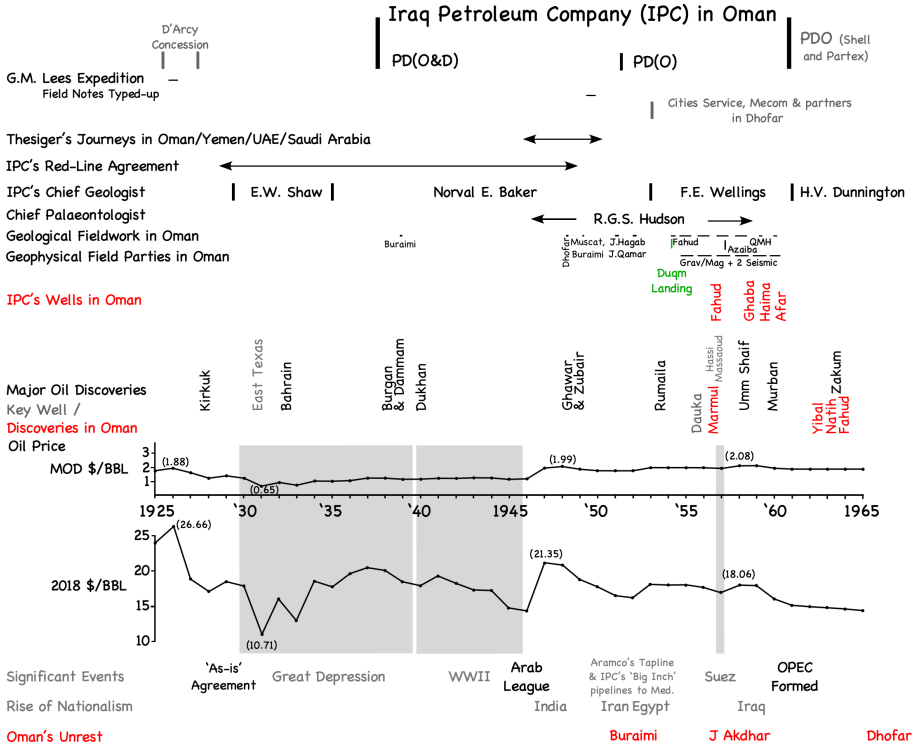 Iraq Petroleum Company (IPC) in Oman
D'Arcy
Concession
PD(O&D)
PD(O)
PDO (Shell
and Partex)
G.M. Lees Expedition
Field Notes Typed-up
Cities Service, Mecom & partners
in Dhofar
Thesiger's Journeys in Oman/Yemen/UAE/Saudi Arabia
IPC's Red-Line Agreement
IPC's Chief Geologist
E.W. Shaw
Norval E. Baker
F.E. Wellings
H.V. Dunnington
Chief Palaeontologist
R.G.S. Hudson
Geological Fieldwork in Oman
Geophysical Field Parties in Oman
Buraimi
Dhofar
Muscat,
Buraimi
J.Hagab
J.Qamar
Fahud
Azaiba
QMH
Grav/Mag + 2 Seismic
Duqm
Landing
IPC's Wells in Oman
Fahud
Ghaba
Haima
Afar
Major Oil Discoveries
Key Well /
Discoveries in Oman
Kirkuk
East Texas
Bahrain
Burgan
& Dammam
Dukhan
Ghawar
& Zubair
Rumaila
Dauka
Marmul
Hassi
Massaoud
Umm Shaif
Murban
Yibal
Natih
Fahud
Zakum
Oil Price
MOD $/BBL
3
2
1
(1.88)
(0.65)
(1.99)
(2.08)
1925
'30
'35
'40
1945
'50
'55
'60
1965
2018 $/BBL
25
20
15
10
(26.66)
(10.71)
(21.35)
(18.06)
Significant Events
'As-is'
Agreement
Great Depression
WWII
Arab
League
Aramco's Tapline
& IPC's 'Big Inch'
pipelines to Med.
Suez
OPEC
Formed
Rise of Nationalism
India
Iran Egypt
Iraq
Oman's Unrest
Buraimi
J Akdhar
Dhofar